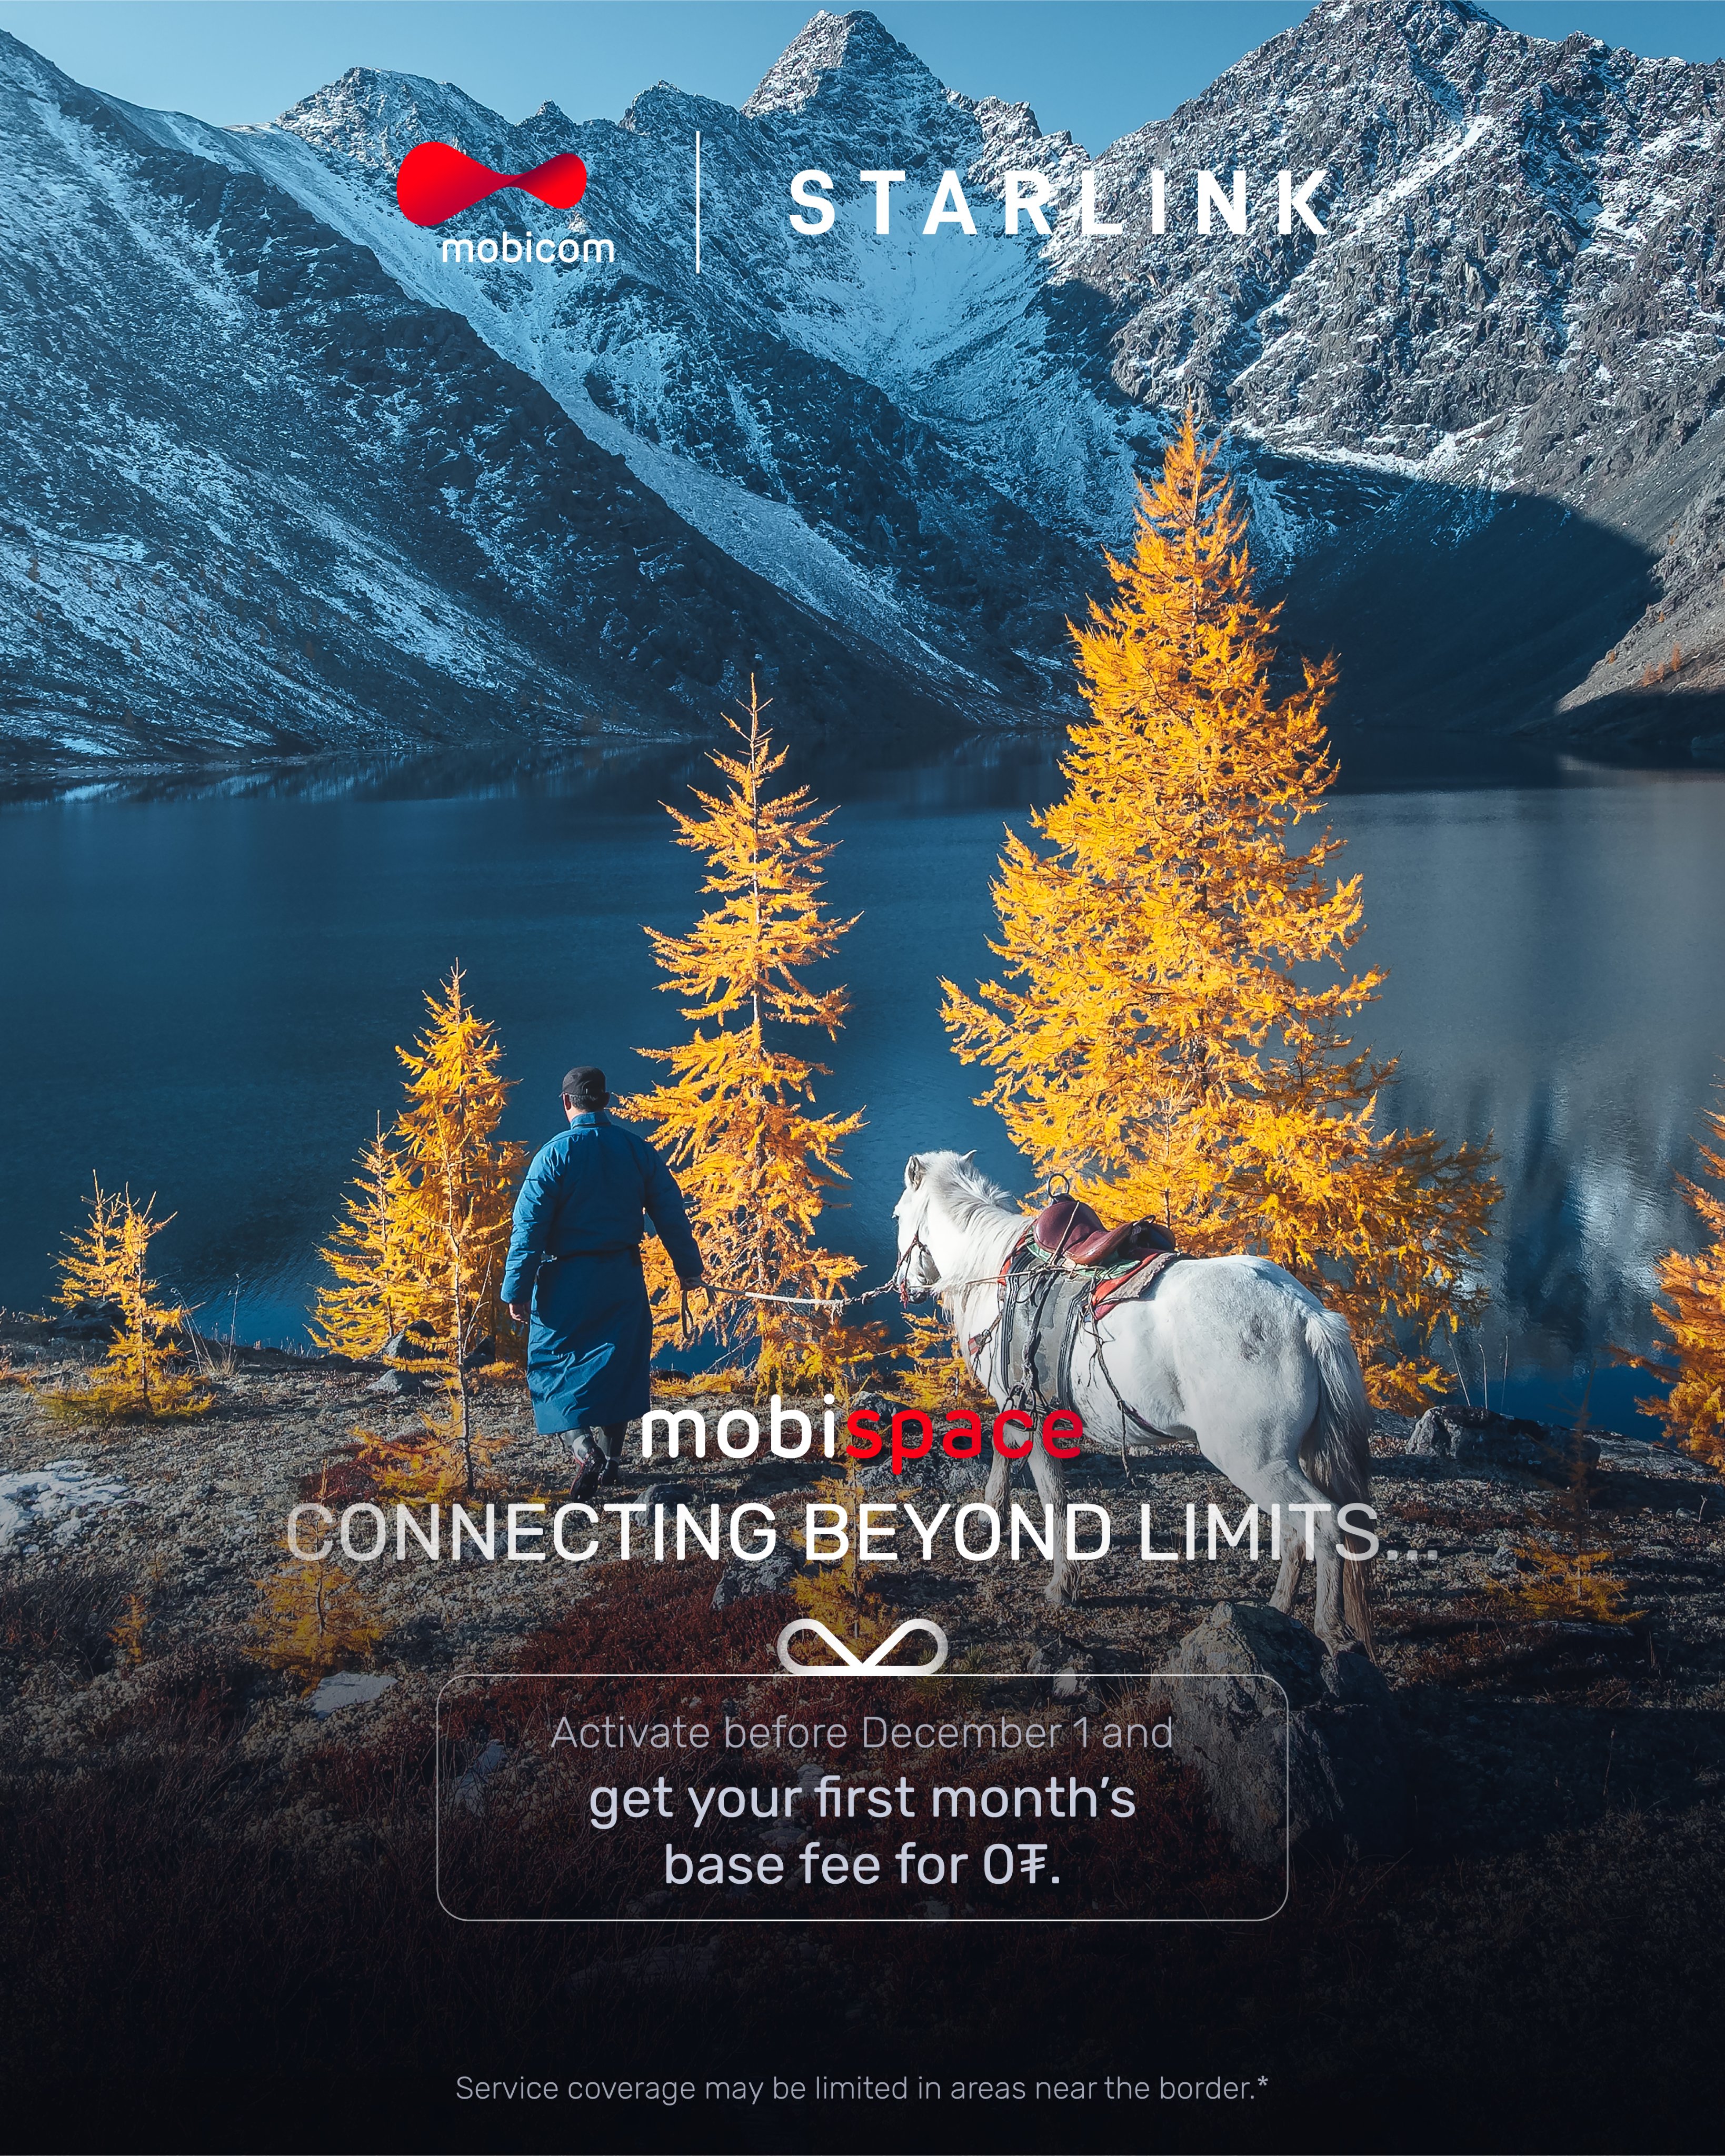 mobicom
STARLINK
mobispace
CONNECTING BEYOND LIMITS...
Activate before December 1 and
get your first month’s
base fee for 0₮.
Service coverage may be limited in areas near the border.*